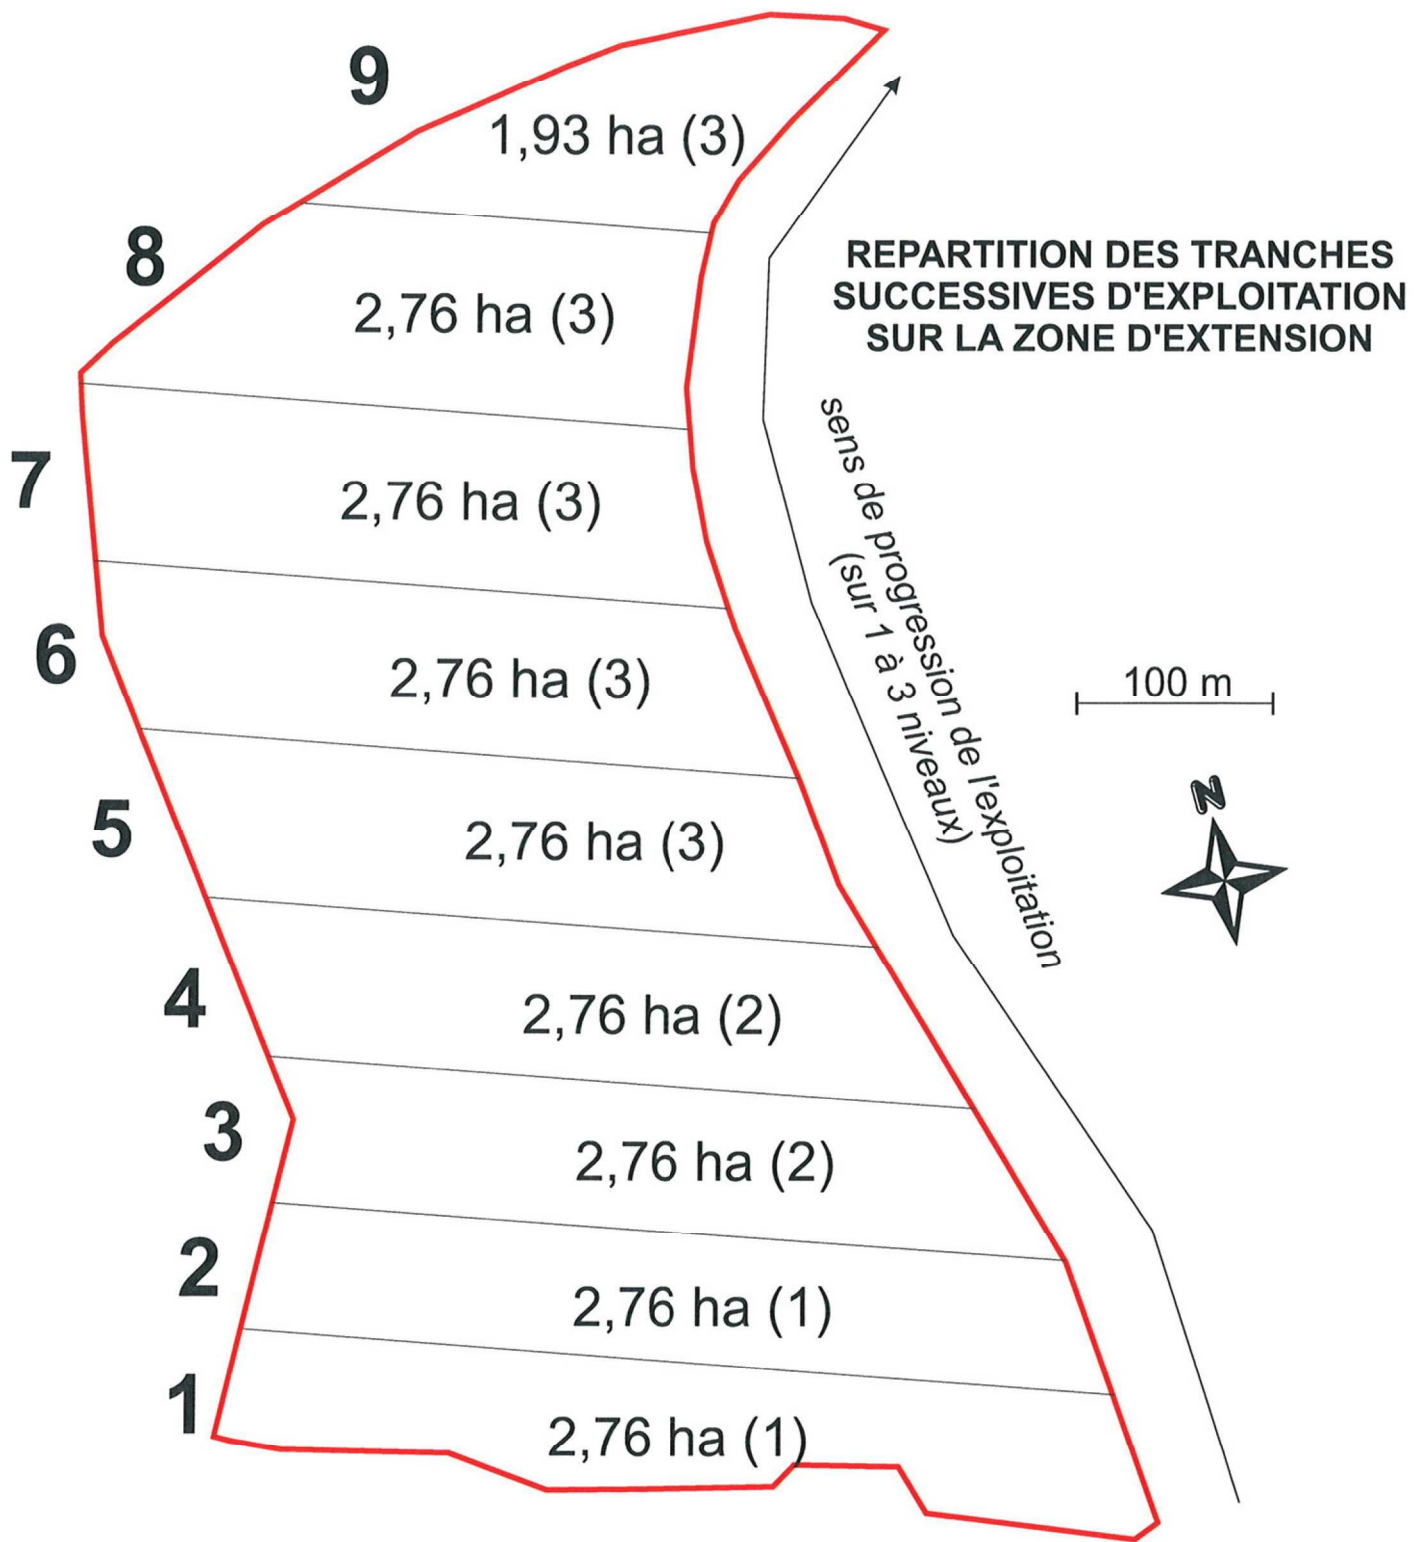 9
1,93 ha (3)
8
2,76 ha (3)
REPARTITION DES TRANCHES
SUCCESSIVES D'EXPLOITATION
SUR LA ZONE D'EXTENSION
7
2,76 ha (3)
sens de progression de l'exploitation
(sur 1 à 3 niveaux)
6
2,76 ha (3)
100 m
N
5
2,76 ha (3)
4
2,76 ha (2)
3
2,76 ha (2)
2
2,76 ha (1)
1
2,76 ha (1)